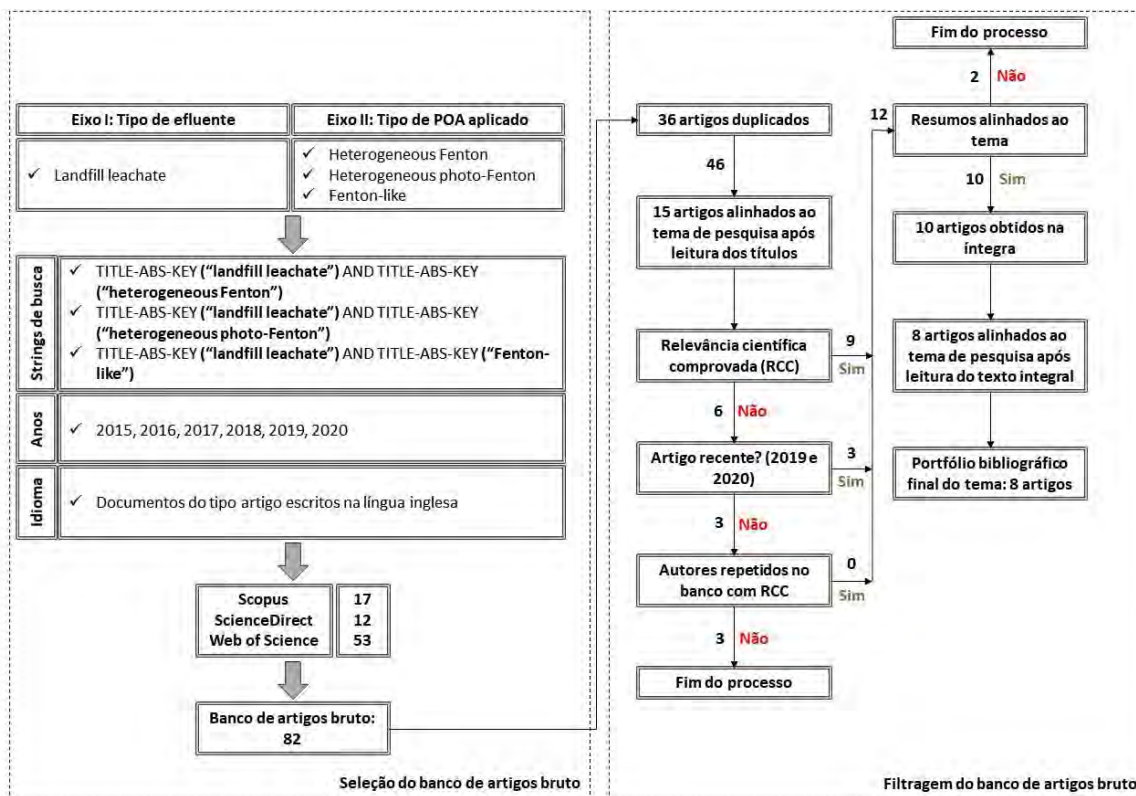 Eixo I: Tipo de efluente
Eixo II: Tipo de POA aplicado
✓ Landfill leachate
✓ Heterogeneous Fenton
✓ Heterogeneous photo-Fenton
✓ Fenton-like
Strings de busca
✓ TITLE-ABS-KEY (“landfill leachate”) AND TITLE-ABS-KEY
(“heterogeneous Fenton”)
✓ TITLE-ABS-KEY (“landfill leachate”) AND TITLE-ABS-KEY
(“heterogeneous photo-Fenton”)
✓ TITLE-ABS-KEY (“landfill leachate”) AND TITLE-ABS-KEY (“Fenton-
like”)
Anos
✓ 2015, 2016, 2017, 2018, 2019, 2020
Idioma
✓ Documentos do tipo artigo escritos na língua inglesa
Scopus 17
ScienceDirect 12
Web of Science 53
Banco de artigos bruto:
82
Seleção do banco de artigos bruto
36 artigos duplicados
46
15 artigos alinhados ao
tema de pesquisa após
leitura dos títulos
Relevância científica
comprovada (RCC)
9
Sim
6 Não
Artigo recente? (2019 e
2020)
3
Sim
3 Não
Autores repetidos no
banco com RCC
0
Sim
3 Não
Fim do processo
Fim do processo
2 Não
12
Resumos alinhados ao
tema
10 Sim
10 artigos obtidos na
íntegra
8 artigos alinhados ao
tema de pesquisa após
leitura do texto integral
Portfólio bibliográfico
final do tema: 8 artigos
Filtragem do banco de artigos bruto